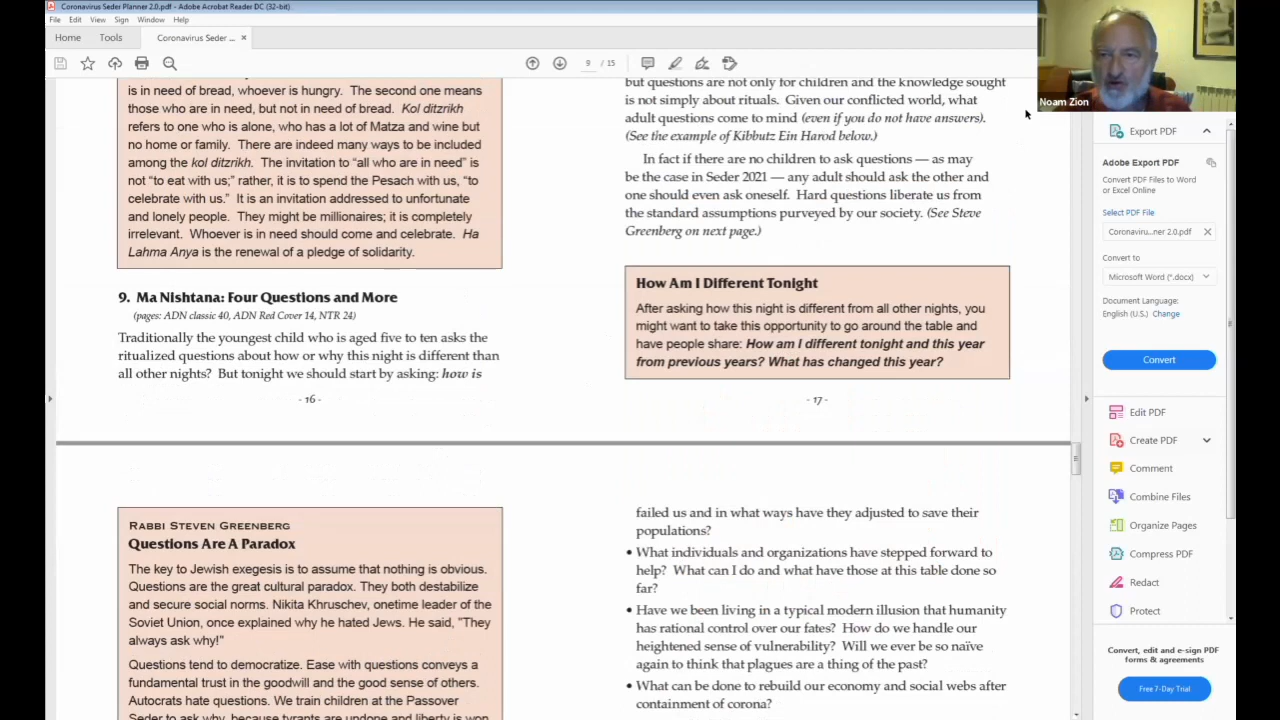 Coronavirus Seder Planner 2.0.pdf - Adobe Acrobat Reader DC (32-bit)
File Edit View Sign Window Help
Home Tools Coronavirus Seder ... ×
9 / 15
Noam Zion
is in need of bread, whoever is hungry. The second one means
those who are in need, but not in need of bread. Kol ditzrikh
refers to one who is alone, who has a lot of Matza and wine but
no home or family. There are indeed many ways to be included
among the kol ditzrikh. The invitation to "all who are in need" is
not "to eat with us;" rather, it is to spend the Pesach with us, "to
celebrate with us." It is an invitation addressed to unfortunate
and lonely people. They might be millionaires; it is completely
irrelevant. Whoever is in need should come and celebrate. Ha
Lahma Anya is the renewal of a pledge of solidarity.
9. Ma Nishtana: Four Questions and More
(pages: ADN classic 40, ADN Red Cover 14, NTR 24)
Traditionally the youngest child who is aged five to ten asks the
ritualized questions about how or why this night is different than
all other nights? But tonight we should start by asking: how is
- 16 -
but questions are not only for children and the knowledge sought
is not simply about rituals. Given our conflicted world, what
adult questions come to mind (even if you do not have answers).
(See the example of Kibbutz Ein Harod below.)
In fact if there are no children to ask questions — as may
be the case in Seder 2021 — any adult should ask the other and
one should even ask oneself. Hard questions liberate us from
the standard assumptions purveyed by our society. (See Steve
Greenberg on next page.)
How Am I Different Tonight
After asking how this night is different from all other nights, you
might want to take this opportunity to go around the table and
have people share: How am I different tonight and this year
from previous years? What has changed this year?
- 17 -
RABBI STEVEN GREENBERG
Questions Are A Paradox
The key to Jewish exegesis is to assume that nothing is obvious.
Questions are the great cultural paradox. They both destabilize
and secure social norms. Nikita Khruschev, onetime leader of the
Soviet Union, once explained why he hated Jews. He said, "They
always ask why!"
Questions tend to democratize. Ease with questions conveys a
fundamental trust in the goodwill and the good sense of others.
Autocrats hate questions. We train children at the Passover
Seder to ask why, because tyrants are undone and liberty is won
failed us and in what ways have they adjusted to save their
populations?
• What individuals and organizations have stepped forward to
help? What can I do and what have those at this table done so
far?
• Have we been living in a typical modern illusion that humanity
has rational control over our fates? How do we handle our
heightened sense of vulnerability? Will we ever be so naïve
again to think that plagues are a thing of the past?
• What can be done to rebuild our economy and social webs after
containment of corona?
Export PDF
Adobe Export PDF
Convert PDF Files to Word
or Excel Online
Select PDF File
Coronaviru...ner 2.0.pdf
Convert to
Microsoft Word (*.docx)
Document Language:
English (U.S.) Change
Convert
Edit PDF
Create PDF
Comment
Combine Files
Organize Pages
Compress PDF
Redact
Protect
Convert, edit and e-sign PDF
forms & agreements
Free 7-Day Trial